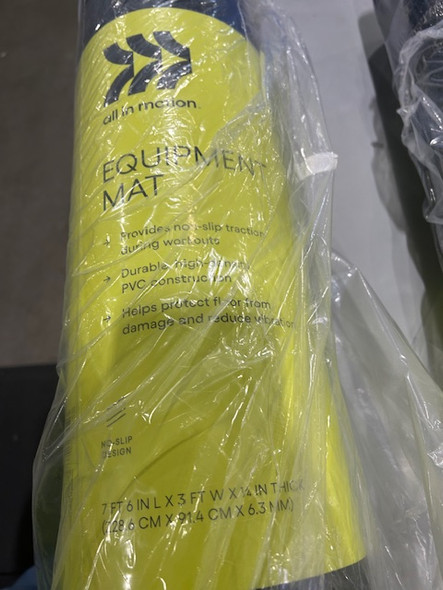 all in motion™
EQUIPMENT
MAT
→ Provides non-slip traction
during workouts
→ Durable, high-density
PVC construction
→ Helps protect floor from
damage and reduce vibration
NON-SLIP
DESIGN
7 FT 6 IN L X 3 FT W X 1/4 IN THICK
(228.6 CM X 91.4 CM X 6.3 MM)